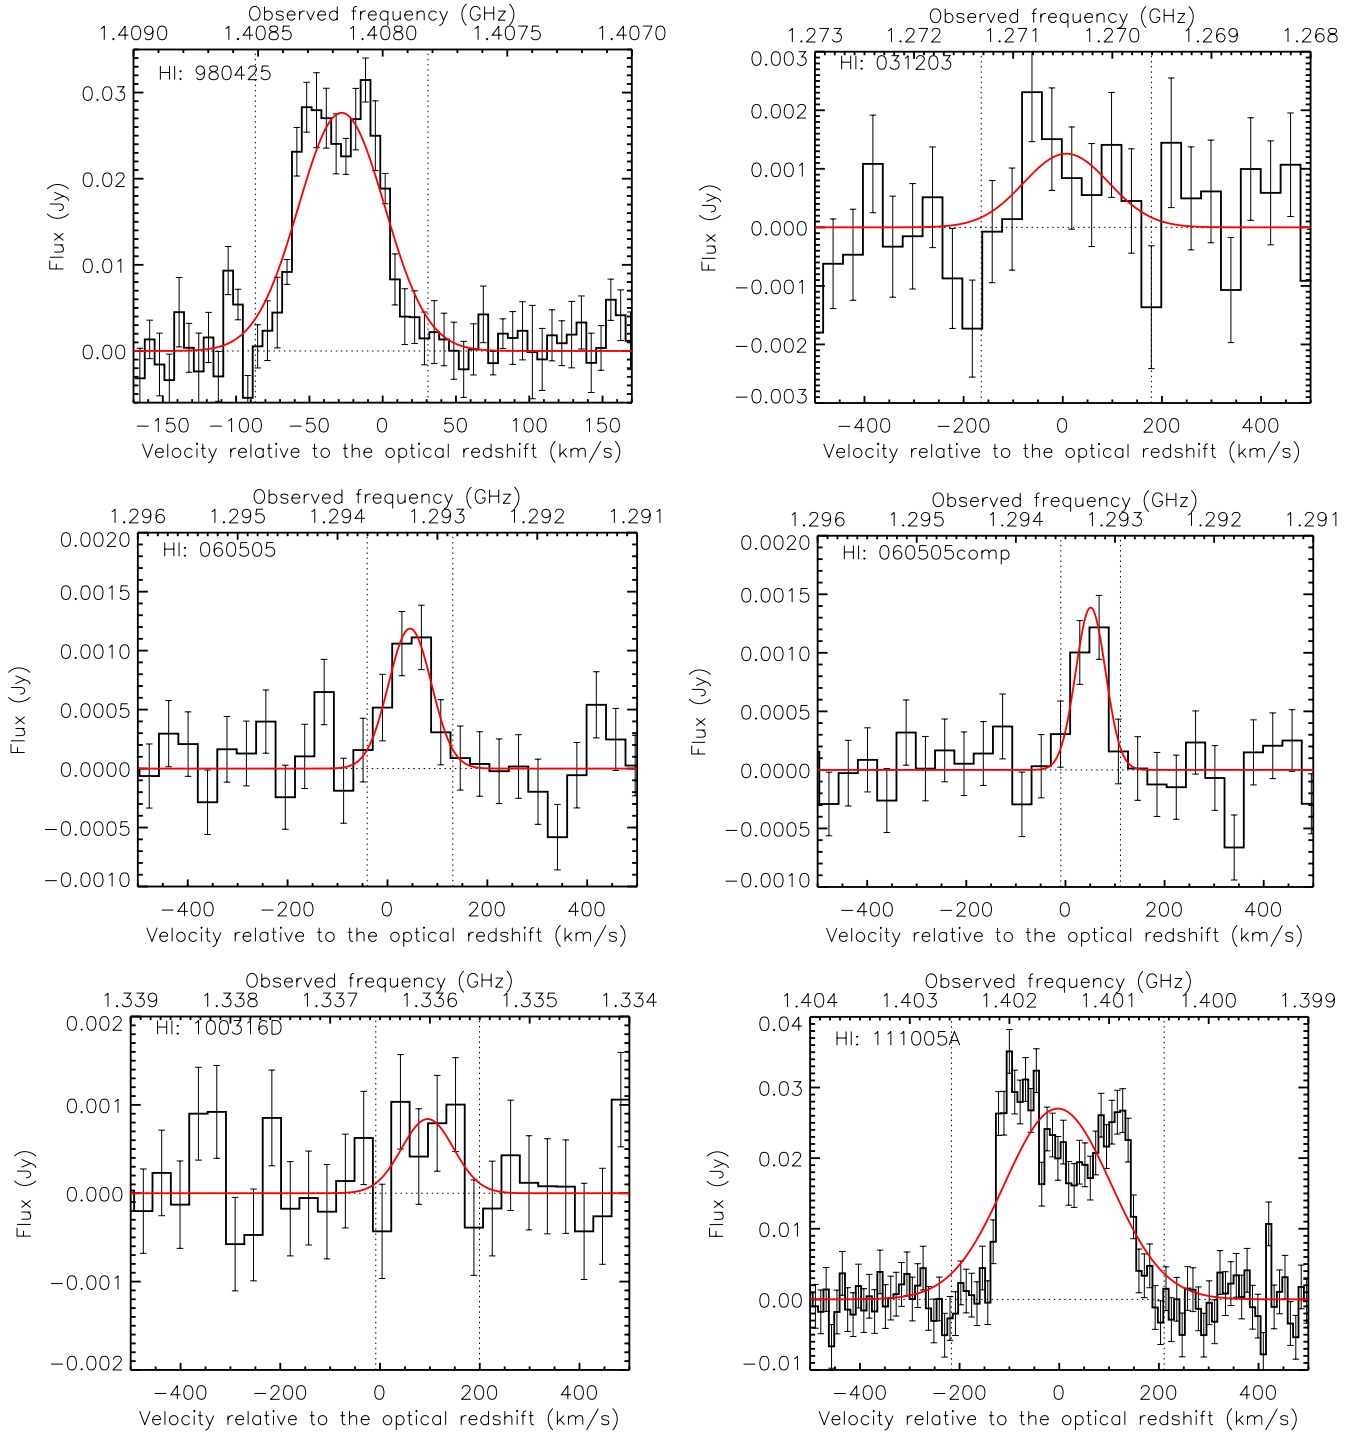 Observed frequency (GHz)
1.4090 1.4085 1.4080 1.4075 1.4070
HI: 980425
0.03
0.02
0.01
0.00
Flux (Jy)
−150 −100 −50 0 50 100 150
Velocity relative to the optical redshift (km/s)
Observed frequency (GHz)
1.273 1.272 1.271 1.270 1.269 1.268
HI: 031203
0.003
0.002
0.001
0.000
−0.001
−0.002
−0.003
Flux (Jy)
−400 −200 0 200 400
Velocity relative to the optical redshift (km/s)
Observed frequency (GHz)
1.296 1.295 1.294 1.293 1.292 1.291
HI: 060505
0.0020
0.0015
0.0010
0.0005
0.0000
−0.0005
−0.0010
Flux (Jy)
−400 −200 0 200 400
Velocity relative to the optical redshift (km/s)
Observed frequency (GHz)
1.296 1.295 1.294 1.293 1.292 1.291
HI: 060505comp
0.0020
0.0015
0.0010
0.0005
0.0000
−0.0005
−0.0010
Flux (Jy)
−400 −200 0 200 400
Velocity relative to the optical redshift (km/s)
Observed frequency (GHz)
1.339 1.338 1.337 1.336 1.335 1.334
HI: 100316D
0.002
0.001
0.000
−0.001
−0.002
Flux (Jy)
−400 −200 0 200 400
Velocity relative to the optical redshift (km/s)
Observed frequency (GHz)
1.404 1.403 1.402 1.401 1.400 1.399
HI: 111005A
0.04
0.03
0.02
0.01
0.00
−0.01
Flux (Jy)
−400 −200 0 200 400
Velocity relative to the optical redshift (km/s)